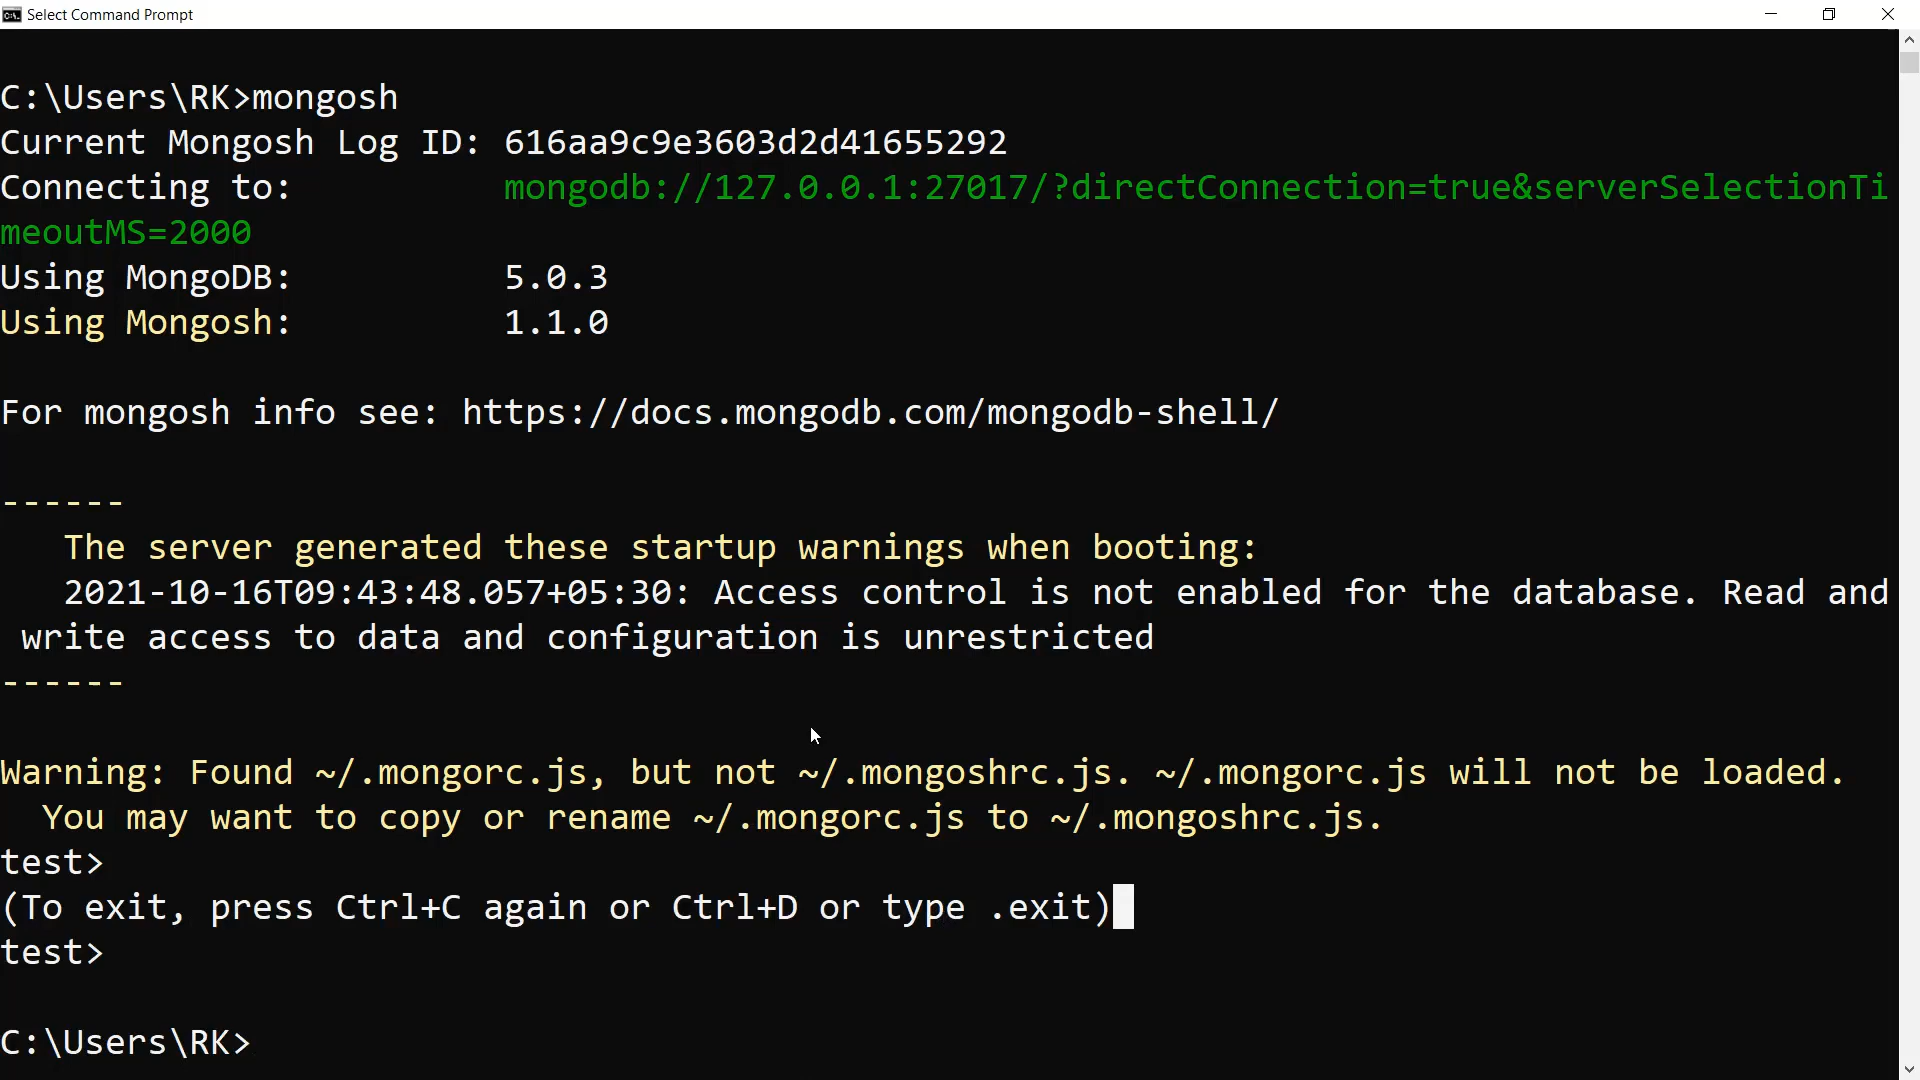 Select Command Prompt
C:\Users\RK>mongosh
Current Mongosh Log ID: 616aa9c9e3603d2d41655292
Connecting to:          mongodb://127.0.0.1:27017/?directConnection=true&serverSelectionTi
meoutMS=2000
Using MongoDB:          5.0.3
Using Mongosh:          1.1.0
For mongosh info see: https://docs.mongodb.com/mongodb-shell/
------
   The server generated these startup warnings when booting:
   2021-10-16T09:43:48.057+05:30: Access control is not enabled for the database. Read and
 write access to data and configuration is unrestricted
------
Warning: Found ~/.mongorc.js, but not ~/.mongoshrc.js. ~/.mongorc.js will not be loaded.
  You may want to copy or rename ~/.mongorc.js to ~/.mongoshrc.js.
test>
(To exit, press Ctrl+C again or Ctrl+D or type .exit)
test>
C:\Users\RK>